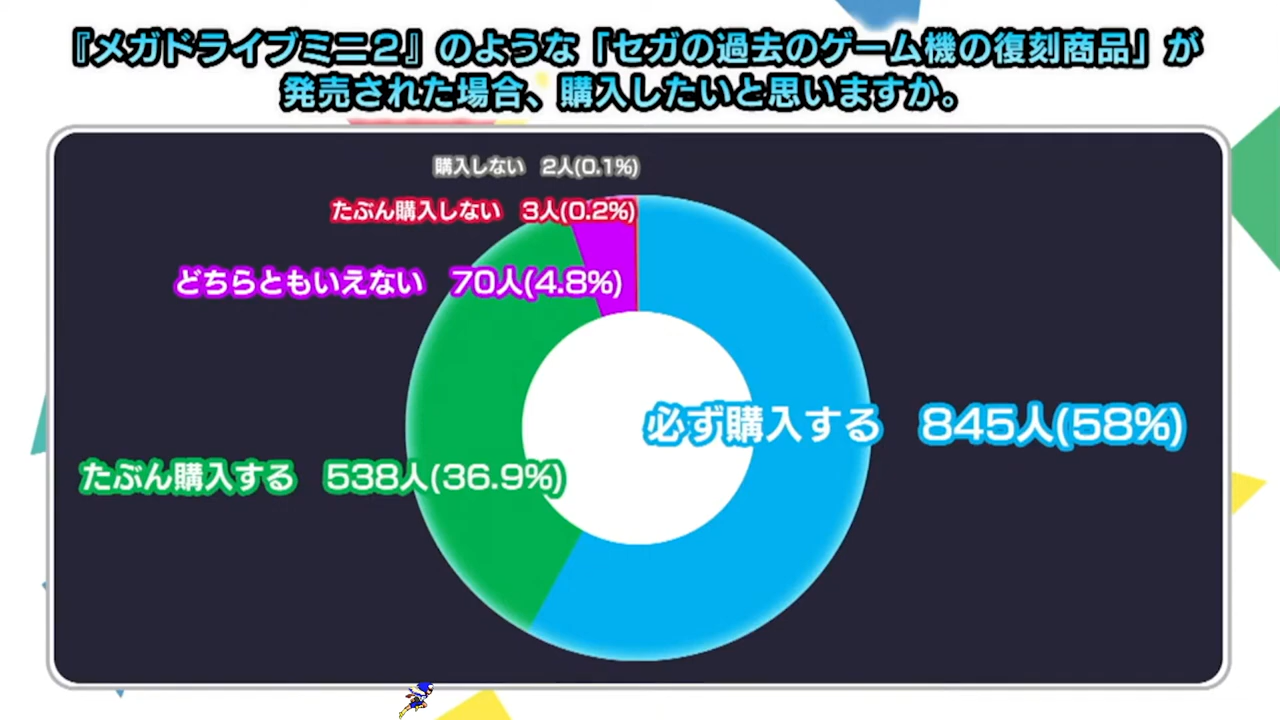 『メガドライブミニ2』のような「セガの過去のゲーム機の復刻商品」が
発売された場合、購入したいと思いますか。
購入しない 2人(0.1%)
たぶん購入しない 3人(0.2%)
どちらともいえない 70人(4.8%)
必ず購入する 845人(58%)
たぶん購入する 538人(36.9%)